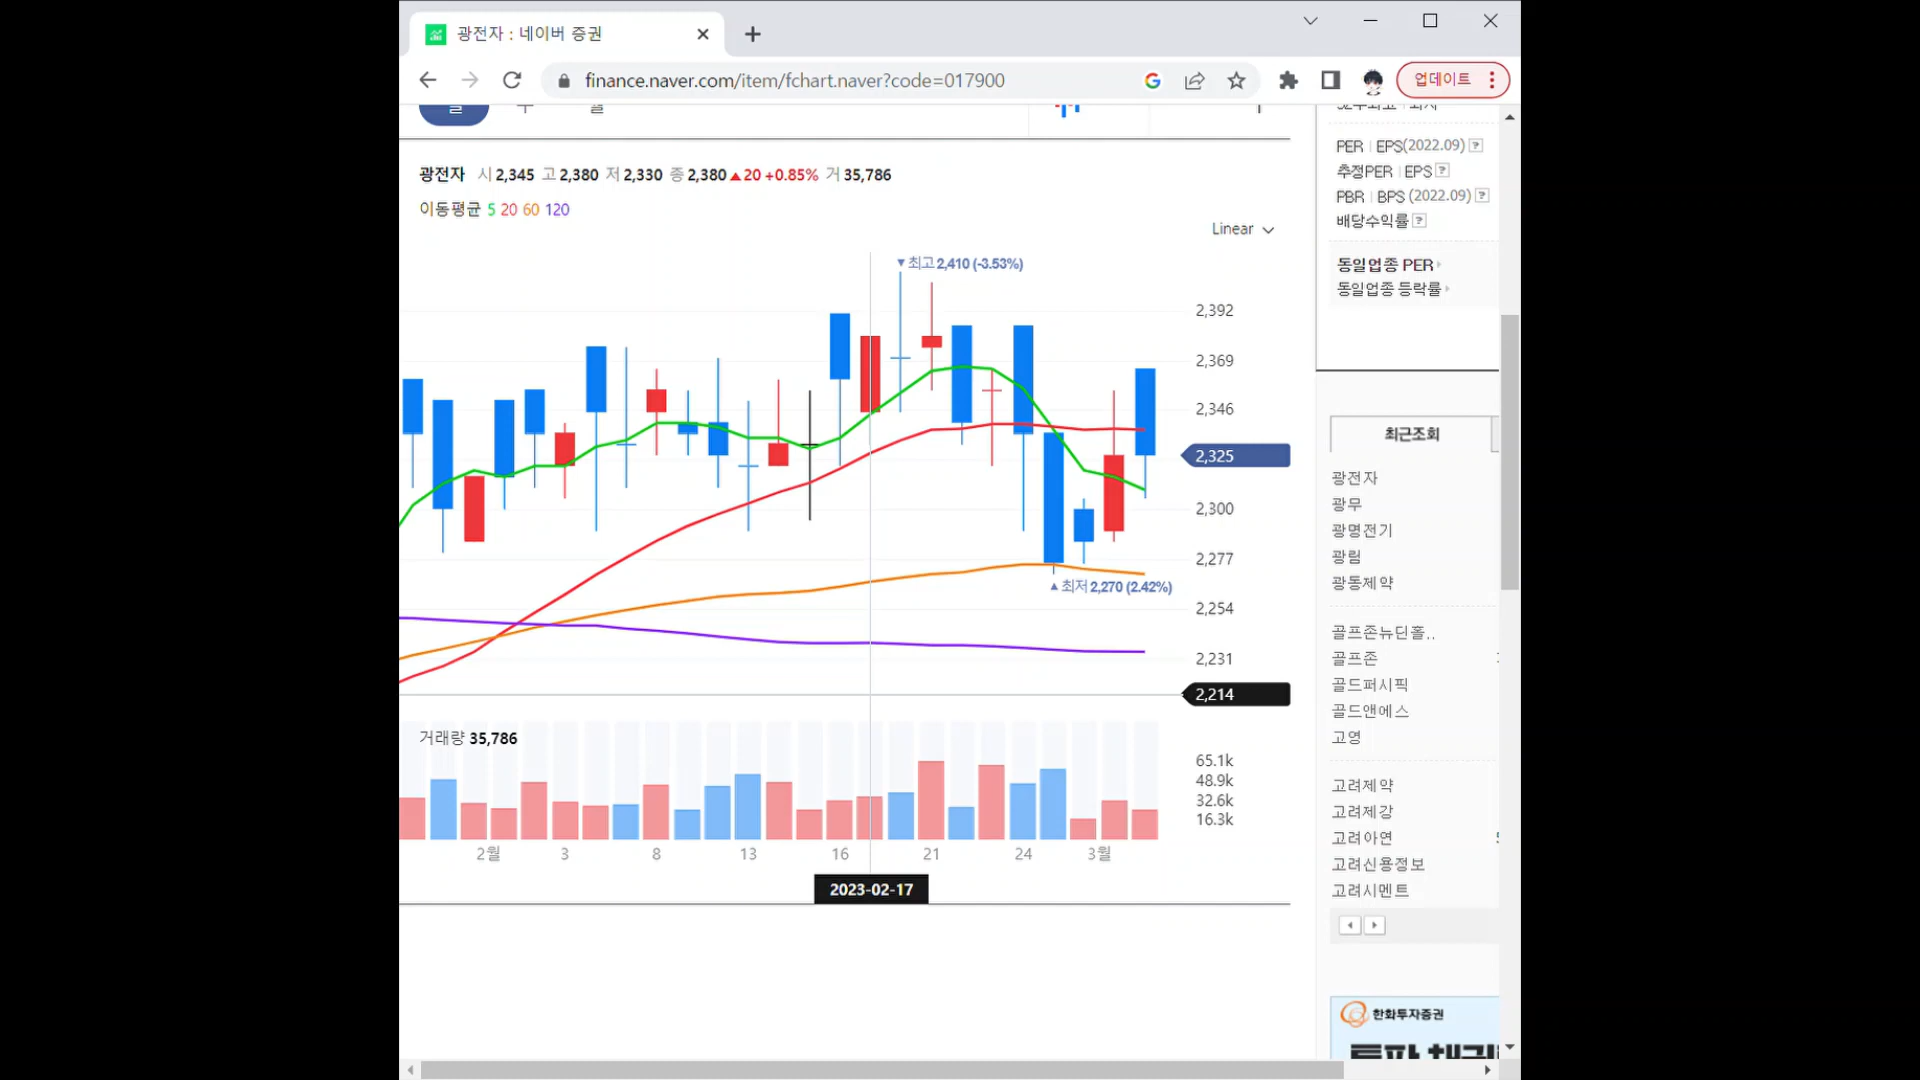 광전자 : 네이버 증권
finance.naver.com/item/fchart.naver?code=017900
업데이트
광전자 시 2,345 고 2,380 저 2,330 종 2,380 ▲20 +0.85% 거 35,786
이동평균 5 20 60 120
Linear
▼최고 2,410 (-3.53%)
2,392
2,369
2,346
2,325
2,300
2,277
▲최저 2,270 (2.42%)
2,254
2,231
2,214
거래량 35,786
65.1k
48.9k
32.6k
16.3k
2월 3 8 13 16 21 24 3월
2023-02-17
PER | EPS(2022.09) ?
추정PER | EPS ?
PBR | BPS (2022.09) ?
배당수익률 ?
동일업종 PER
동일업종 등락률
최근조회
광전자
광무
광명전기
광림
광동제약
골프존뉴딘홀..
골프존
골드퍼시픽
골드앤에스
고영
고려제약
고려제강
고려아연
고려신용정보
고려시멘트
한화투자증권